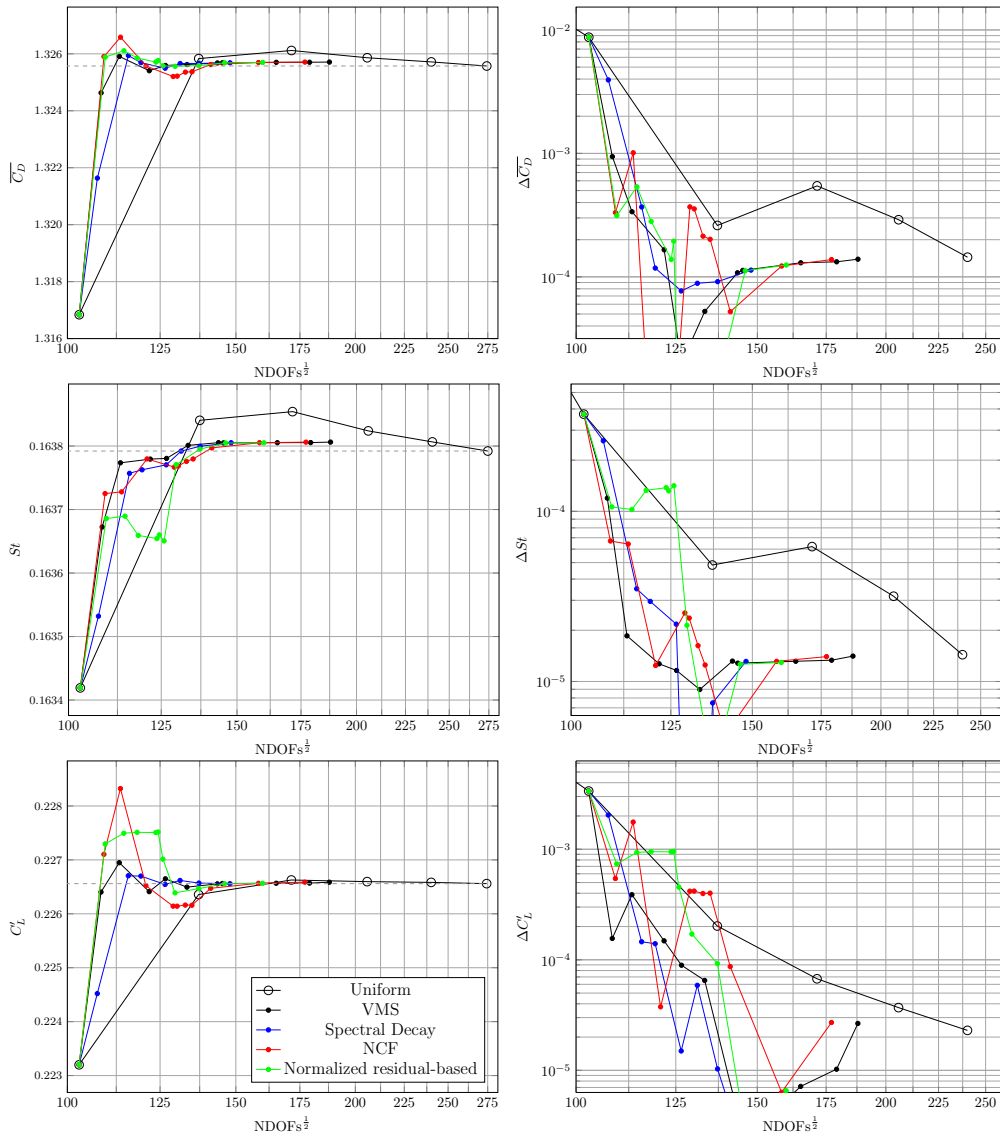 1.326
1.324
1.322
1.320
1.318
1.316
100 125 150 175 200 225 250 275
NDOFs^{1/2}
\overline{C_D}
10^{-2}
10^{-3}
10^{-4}
100 125 150 175 200 225 250
NDOFs^{1/2}
Δ\overline{C_D}
0.1638
0.1637
0.1636
0.1635
0.1634
100 125 150 175 200 225 250 275
NDOFs^{1/2}
St
10^{-4}
10^{-5}
100 125 150 175 200 225 250
NDOFs^{1/2}
ΔSt
0.228
0.227
0.226
0.225
0.224
0.223
100 125 150 175 200 225 250 275
NDOFs^{1/2}
C'_L
Uniform
VMS
Spectral Decay
NCF
Normalized residual-based
10^{-3}
10^{-4}
10^{-5}
100 125 150 175 200 225 250
NDOFs^{1/2}
ΔC'_L